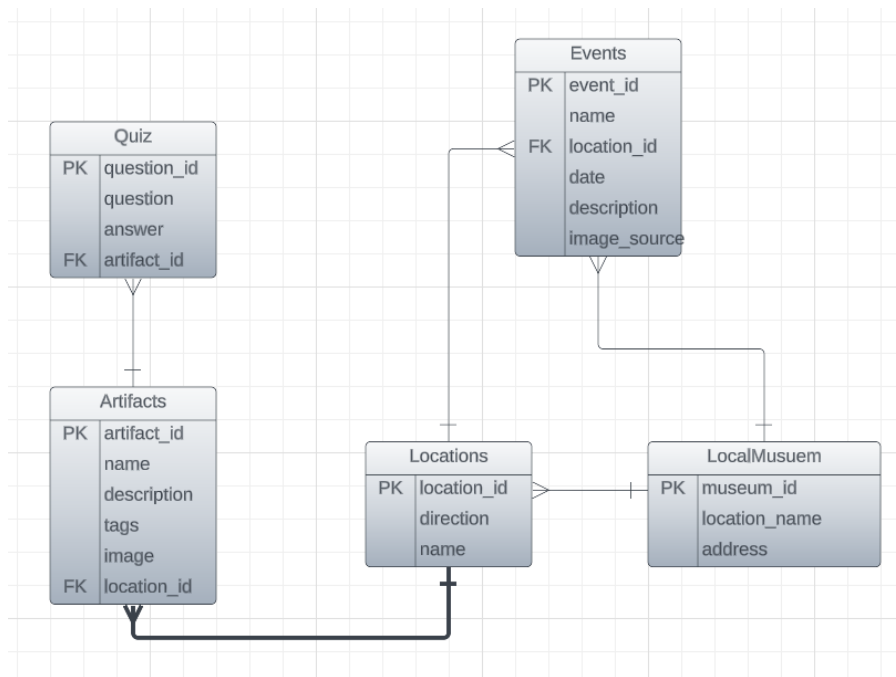 Events
PK event_id
name
FK location_id
date
description
image_source
Quiz
PK question_id
question
answer
FK artifact_id
Artifacts
PK artifact_id
name
description
tags
image
FK location_id
Locations
PK location_id
direction
name
LocalMusuem
PK museum_id
location_name
address